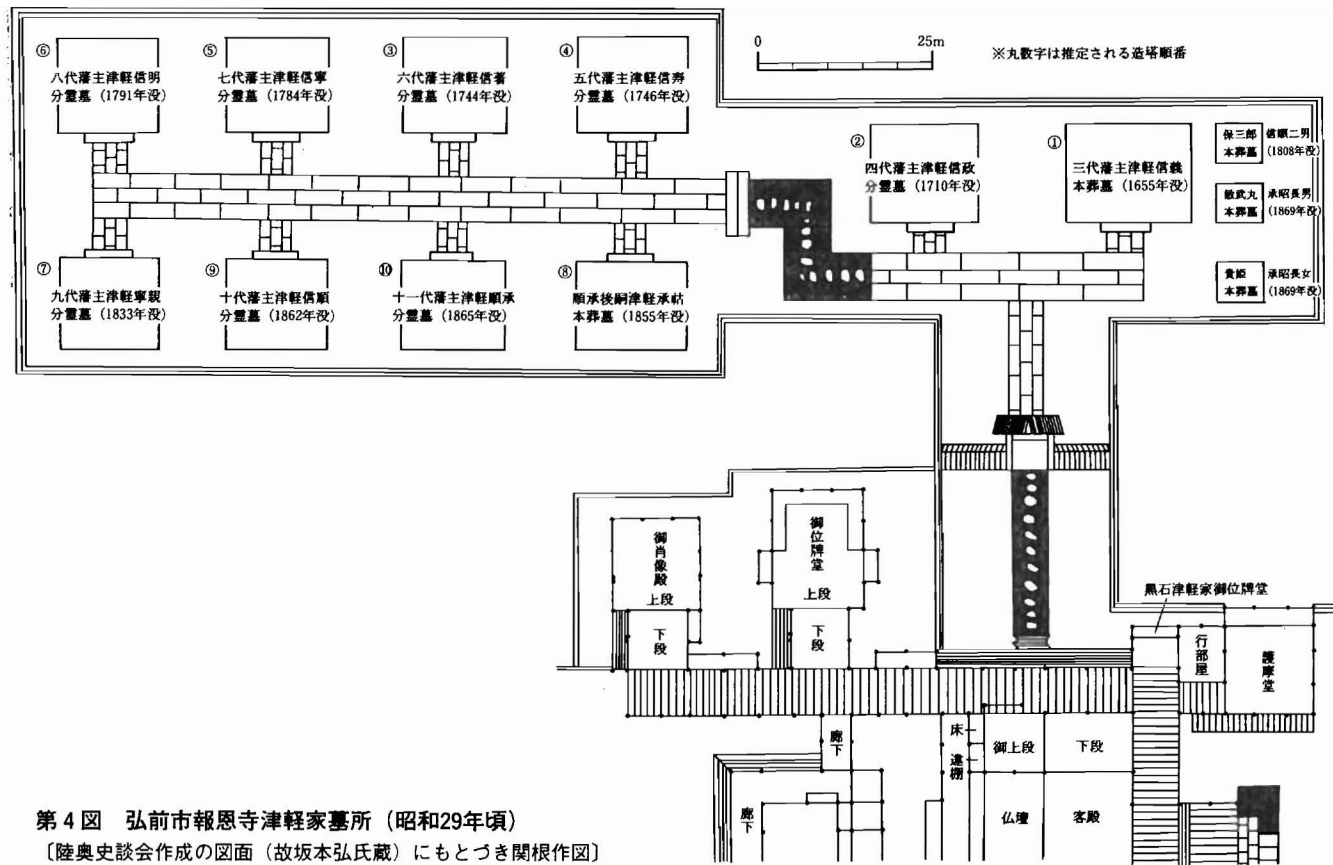 ⑥
八代藩主津軽信明
分霊墓 (1791年没)
⑤
七代藩主津軽信寧
分霊墓 (1784年没)
③
六代藩主津軽信著
分霊墓 (1744年没)
④
五代藩主津軽信寿
分霊墓 (1746年没)
0
25m
※丸数字は推定される造塔順番
②
四代藩主津軽信政
分霊墓 (1710年没)
①
三代藩主津軽信義
本葬墓 (1655年没)
保三郎 信順二男
本葬墓 (1808年没)
敏武丸 承昭長男
本葬墓 (1869年没)
貴姫 承昭長女
本葬墓 (1869年没)
⑦
九代藩主津軽寧親
分霊墓 (1833年没)
⑨
十代藩主津軽信順
分霊墓 (1862年没)
⑩
十一代藩主津軽順承
分霊墓 (1865年没)
⑧
順承後嗣津軽承祜
本葬墓 (1855年没)
御肖像殿
上段
下段
御位牌堂
上段
下段
黒石津軽家御位牌堂
行部屋
護摩堂
廊下
床
違棚
御上段
下段
廊下
仏壇
客殿
第4図 弘前市報恩寺津軽家墓所 (昭和29年頃)
〔陸奥史談会作成の図面 (故坂本弘氏蔵) にもとづき関根作図〕